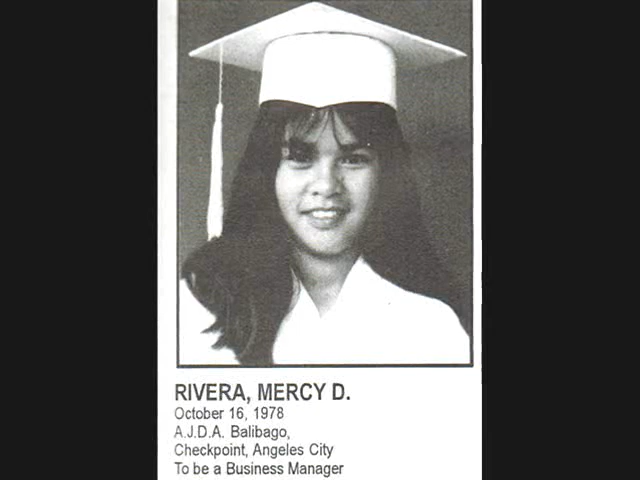 RIVERA, MERCY D.
October 16, 1978
A.J.D.A. Balibago,
Checkpoint, Angeles City
To be a Business Manager